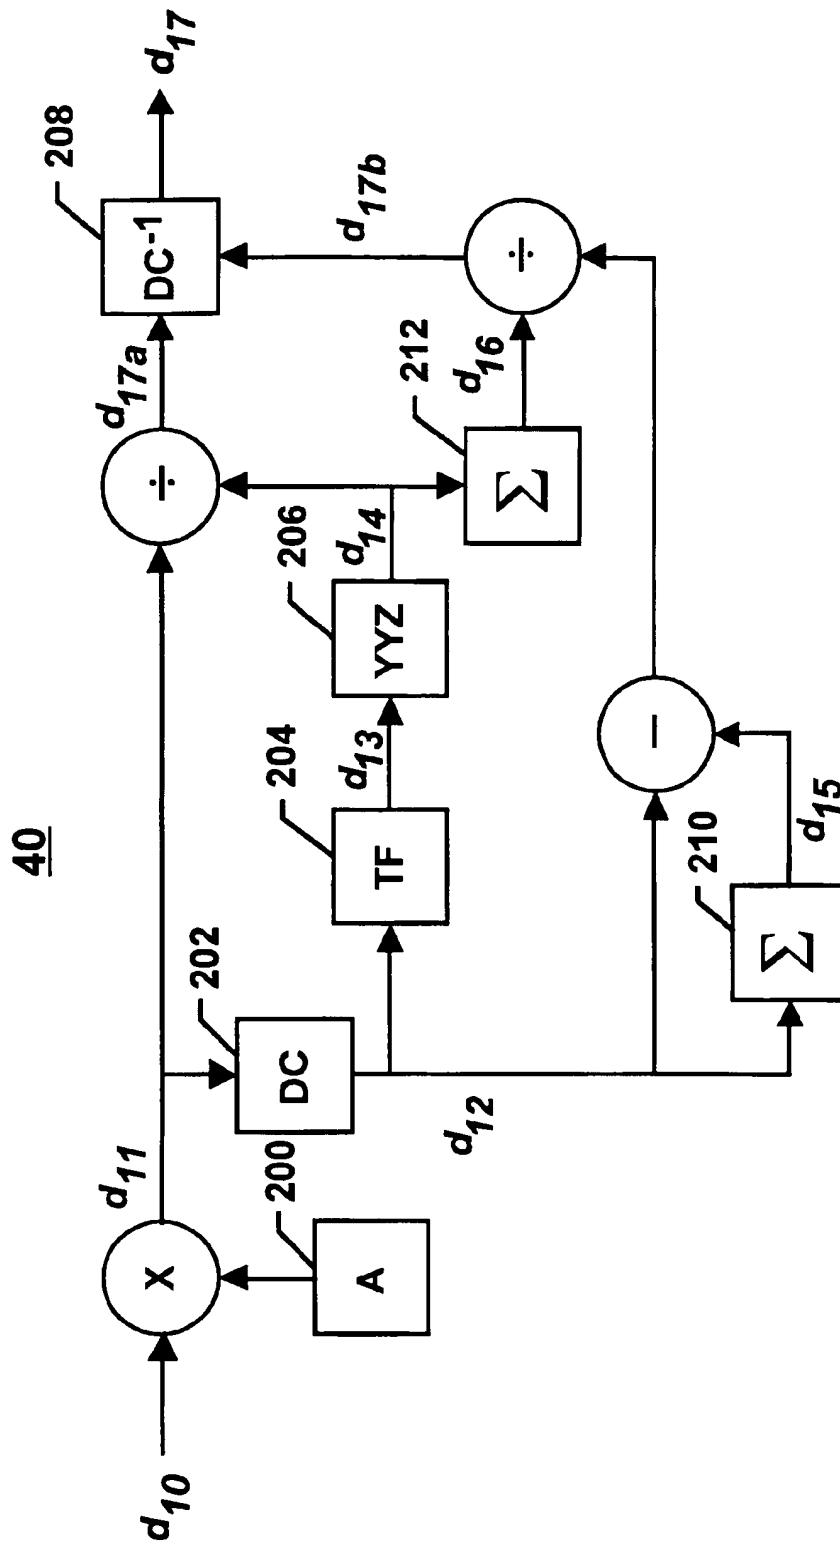 40
d10
X
d11
A
200
DC
202
d12
TF
204
d13
YYZ
206
d14
÷
d17a
DC-1
208
d17
Σ
212
d16
÷
d17b
−
Σ
210
d15